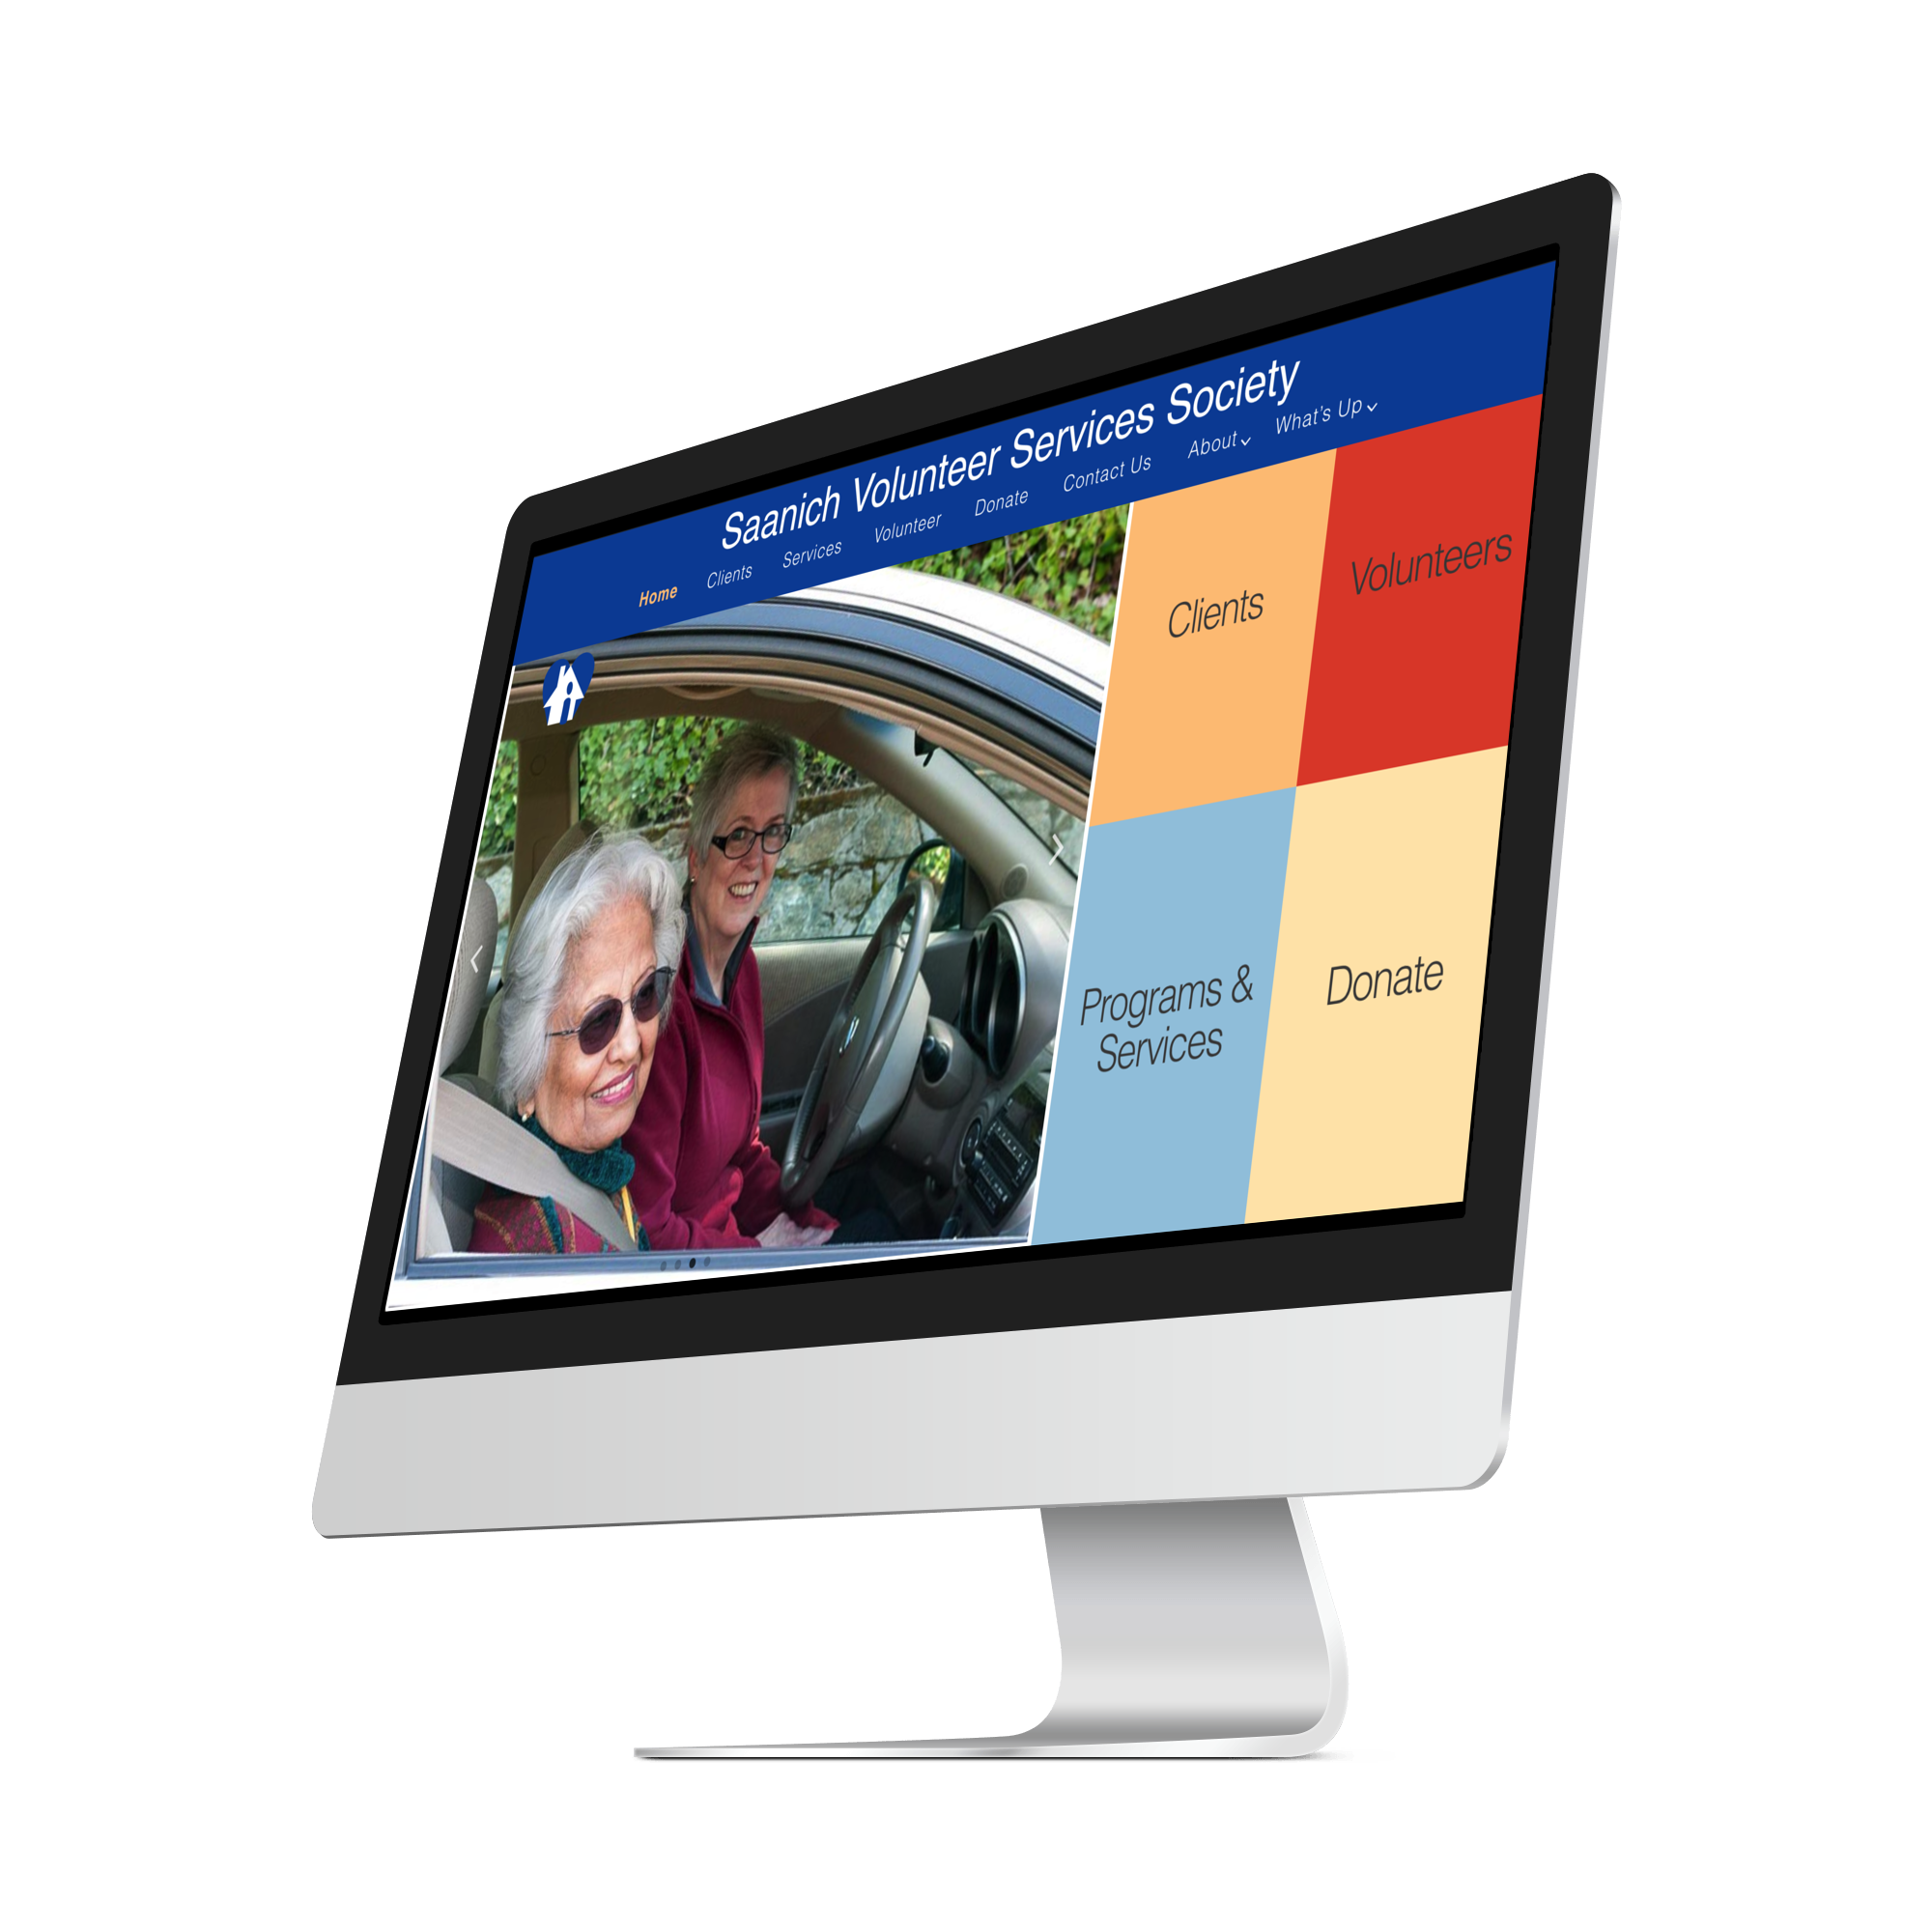 Saanich Volunteer Services Society
Home Clients Services Volunteer Donate Contact Us About What's Up
Clients
Volunteers
Programs &
Services
Donate